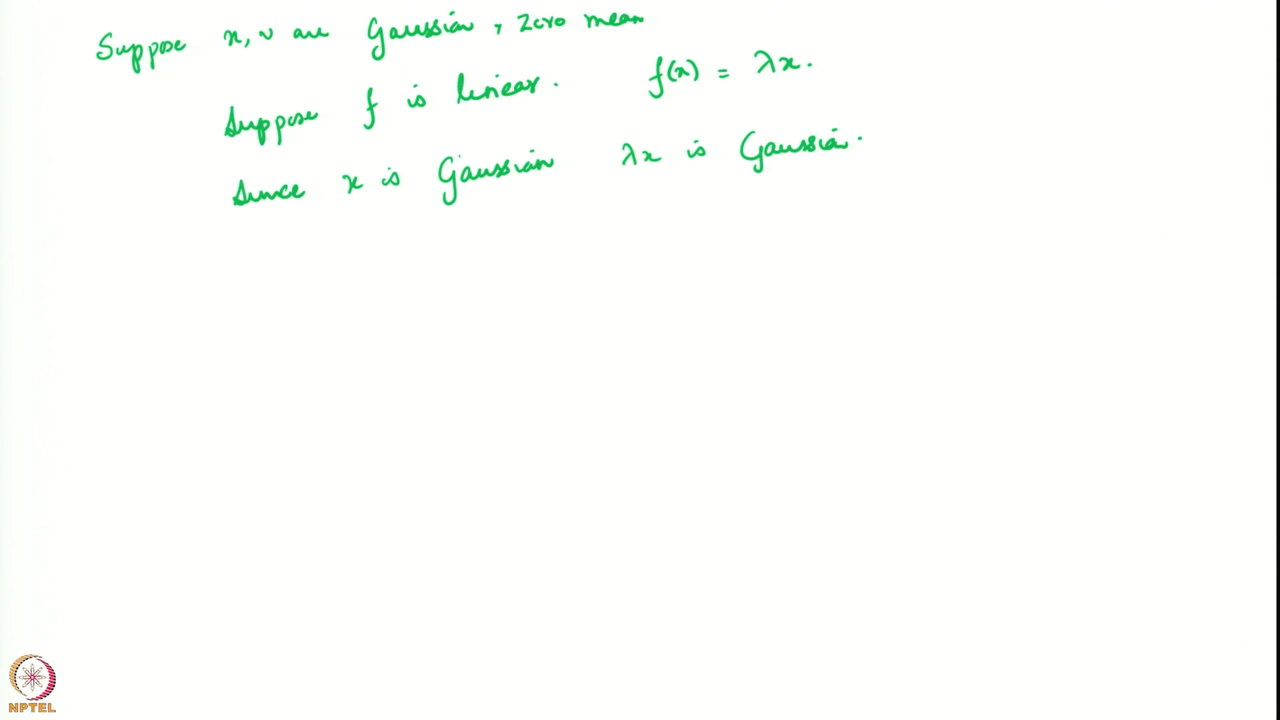 Suppose x, v are Gaussian, zero mean
Suppose f is linear. f(x) = λx.
Since x is Gaussian λx is Gaussian.
NPTEL